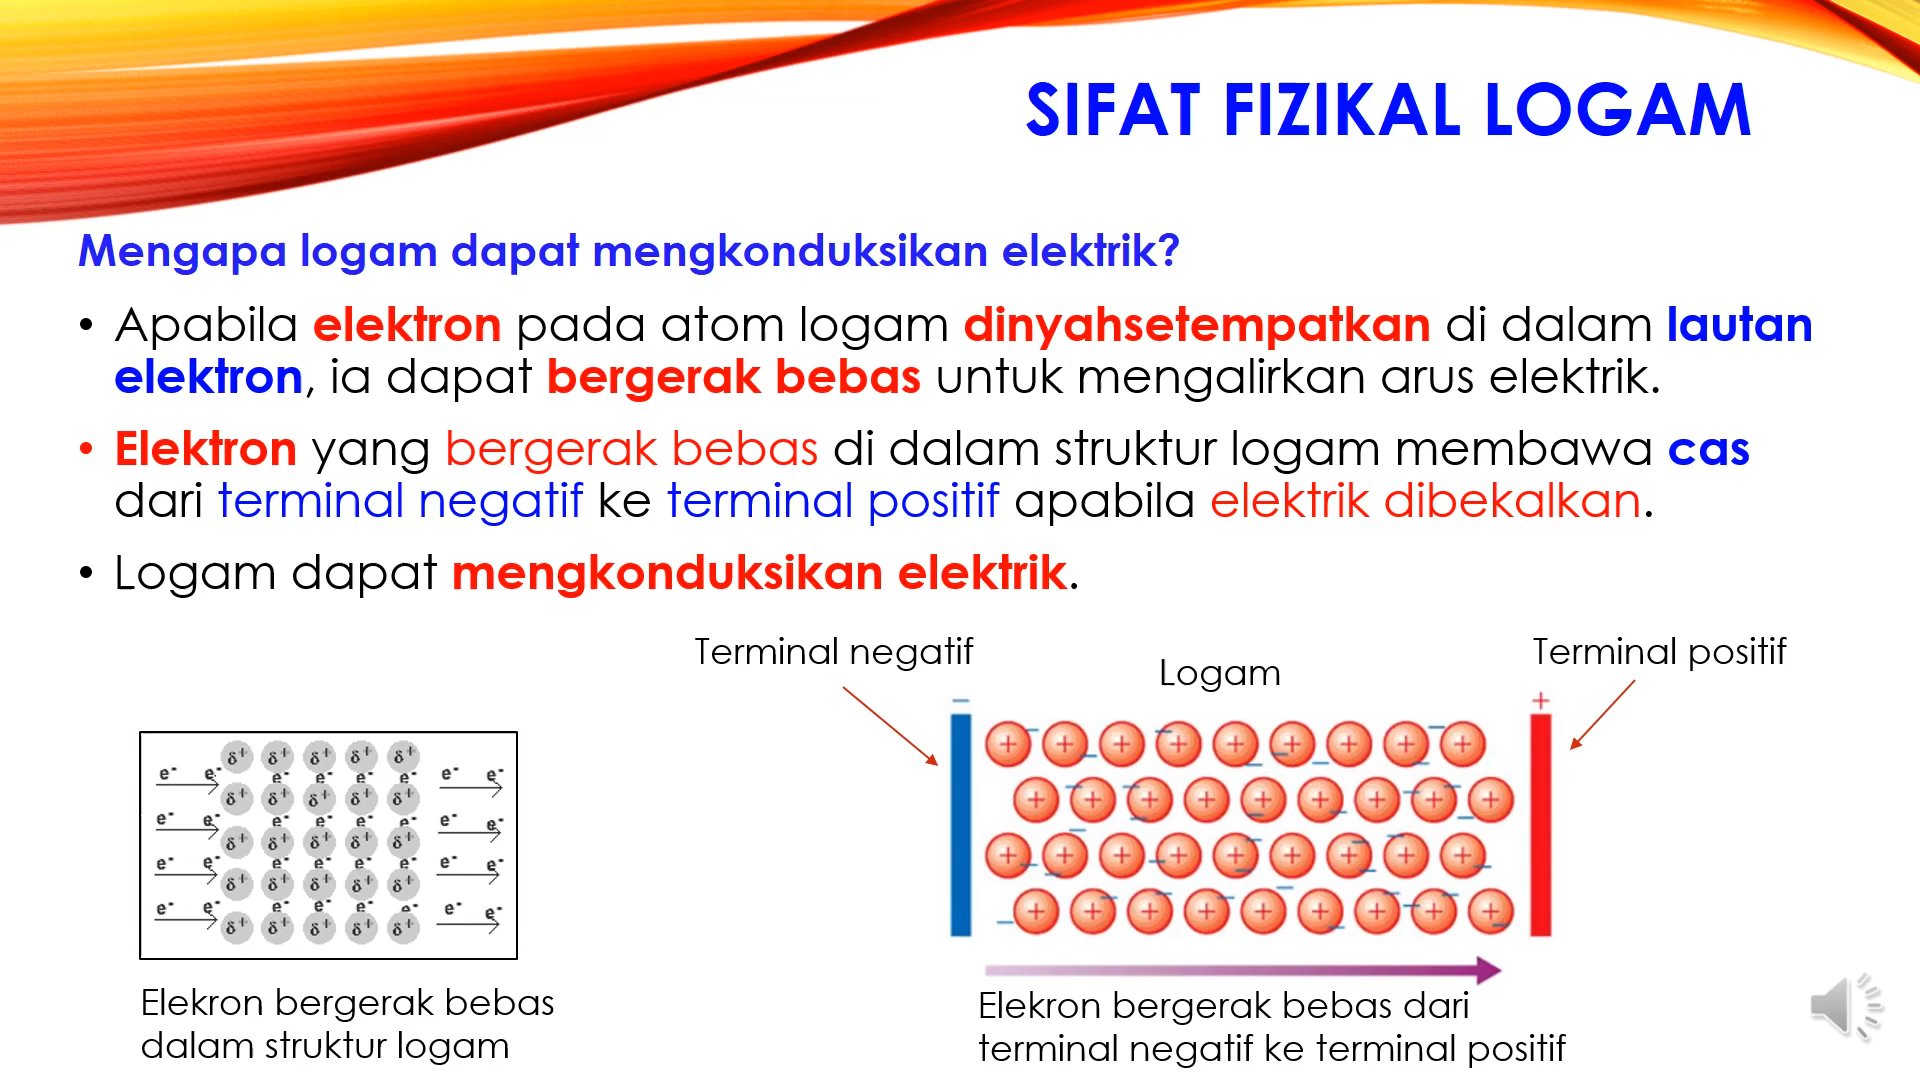 SIFAT FIZIKAL LOGAM
Mengapa logam dapat mengkonduksikan elektrik?
• Apabila elektron pada atom logam dinyahsetempatkan di dalam lautan
elektron, ia dapat bergerak bebas untuk mengalirkan arus elektrik.
• Elektron yang bergerak bebas di dalam struktur logam membawa cas
dari terminal negatif ke terminal positif apabila elektrik dibekalkan.
• Logam dapat mengkonduksikan elektrik.
Terminal negatif
Logam
Terminal positif
− +
δ+ δ+ δ+ δ+ δ+
e- e- e- e- e- e- e- e-
δ+ δ+ δ+ δ+ δ+
e- e- e- e- e- e- e- e-
δ+ δ+ δ+ δ+ δ+
e- e- e- e- e- e- e- e-
δ+ δ+ δ+ δ+ δ+
e- e- e- e- e- e- e- e-
δ+ δ+ δ+ δ+ δ+
+ + + + + + + + +
+ + + + + + + + +
+ + + + + + + + +
+ + + + + + + + +
Elekron bergerak bebas
dalam struktur logam
Elekron bergerak bebas dari
terminal negatif ke terminal positif